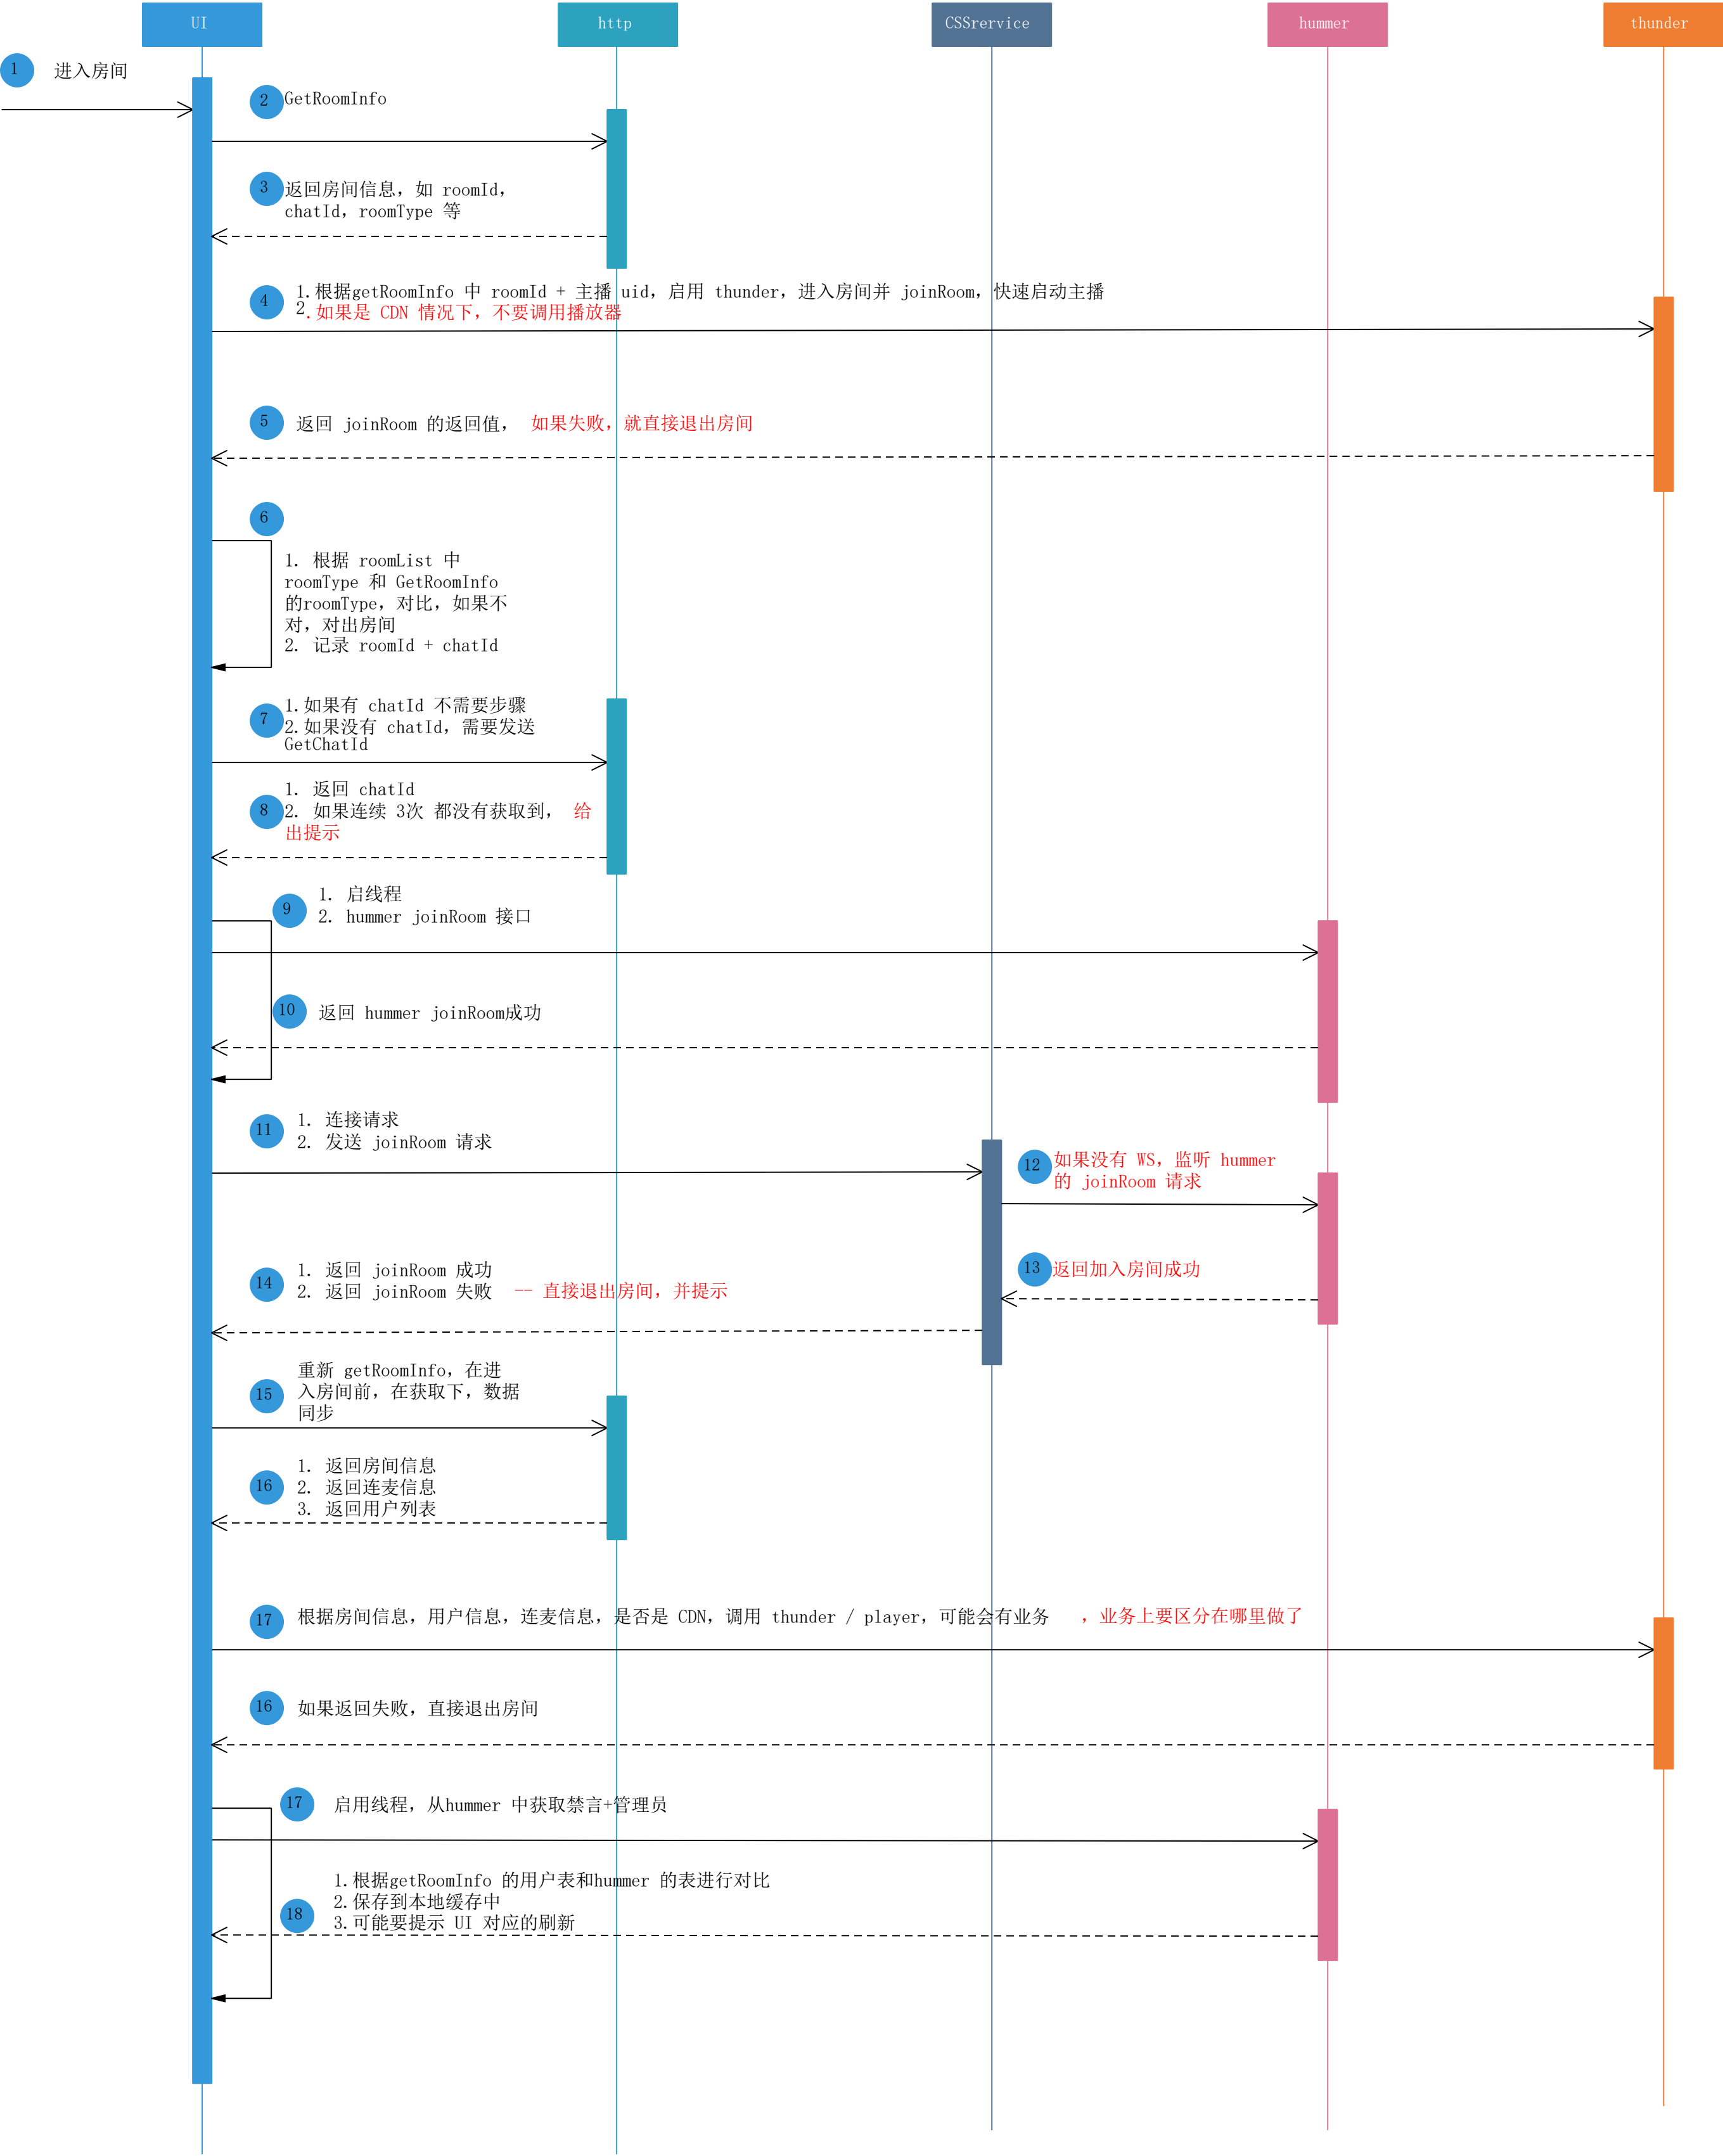 UI
http
CSSrervice
hummer
thunder
1
进入房间
2
GetRoomInfo
3
返回房间信息，如 roomId，
chatId，roomType 等
4
1.根据getRoomInfo 中 roomId + 主播 uid，启用 thunder，进入房间并 joinRoom，快速启动主播
2.如果是 CDN 情况下，不要调用播放器
5
返回 joinRoom 的返回值， 如果失败，就直接退出房间
6
1. 根据 roomList 中
roomType 和 GetRoomInfo
的roomType，对比，如果不
对，对出房间
2. 记录 roomId + chatId
7
1.如果有 chatId 不需要步骤
2.如果没有 chatId，需要发送
GetChatId
8
1. 返回 chatId
2. 如果连续 3次 都没有获取到， 给
出提示
9
1. 启线程
2. hummer joinRoom 接口
10
返回 hummer joinRoom成功
11
1. 连接请求
2. 发送 joinRoom 请求
12
如果没有 WS，监听 hummer
的 joinRoom 请求
13
返回加入房间成功
14
1. 返回 joinRoom 成功
2. 返回 joinRoom 失败 -- 直接退出房间，并提示
15
重新 getRoomInfo，在进
入房间前，在获取下，数据
同步
16
1. 返回房间信息
2. 返回连麦信息
3. 返回用户列表
17
根据房间信息，用户信息，连麦信息，是否是 CDN，调用 thunder / player，可能会有业务 ，业务上要区分在哪里做了
16
如果返回失败，直接退出房间
17
启用线程，从hummer 中获取禁言+管理员
18
1.根据getRoomInfo 的用户表和hummer 的表进行对比
2.保存到本地缓存中
3.可能要提示 UI 对应的刷新